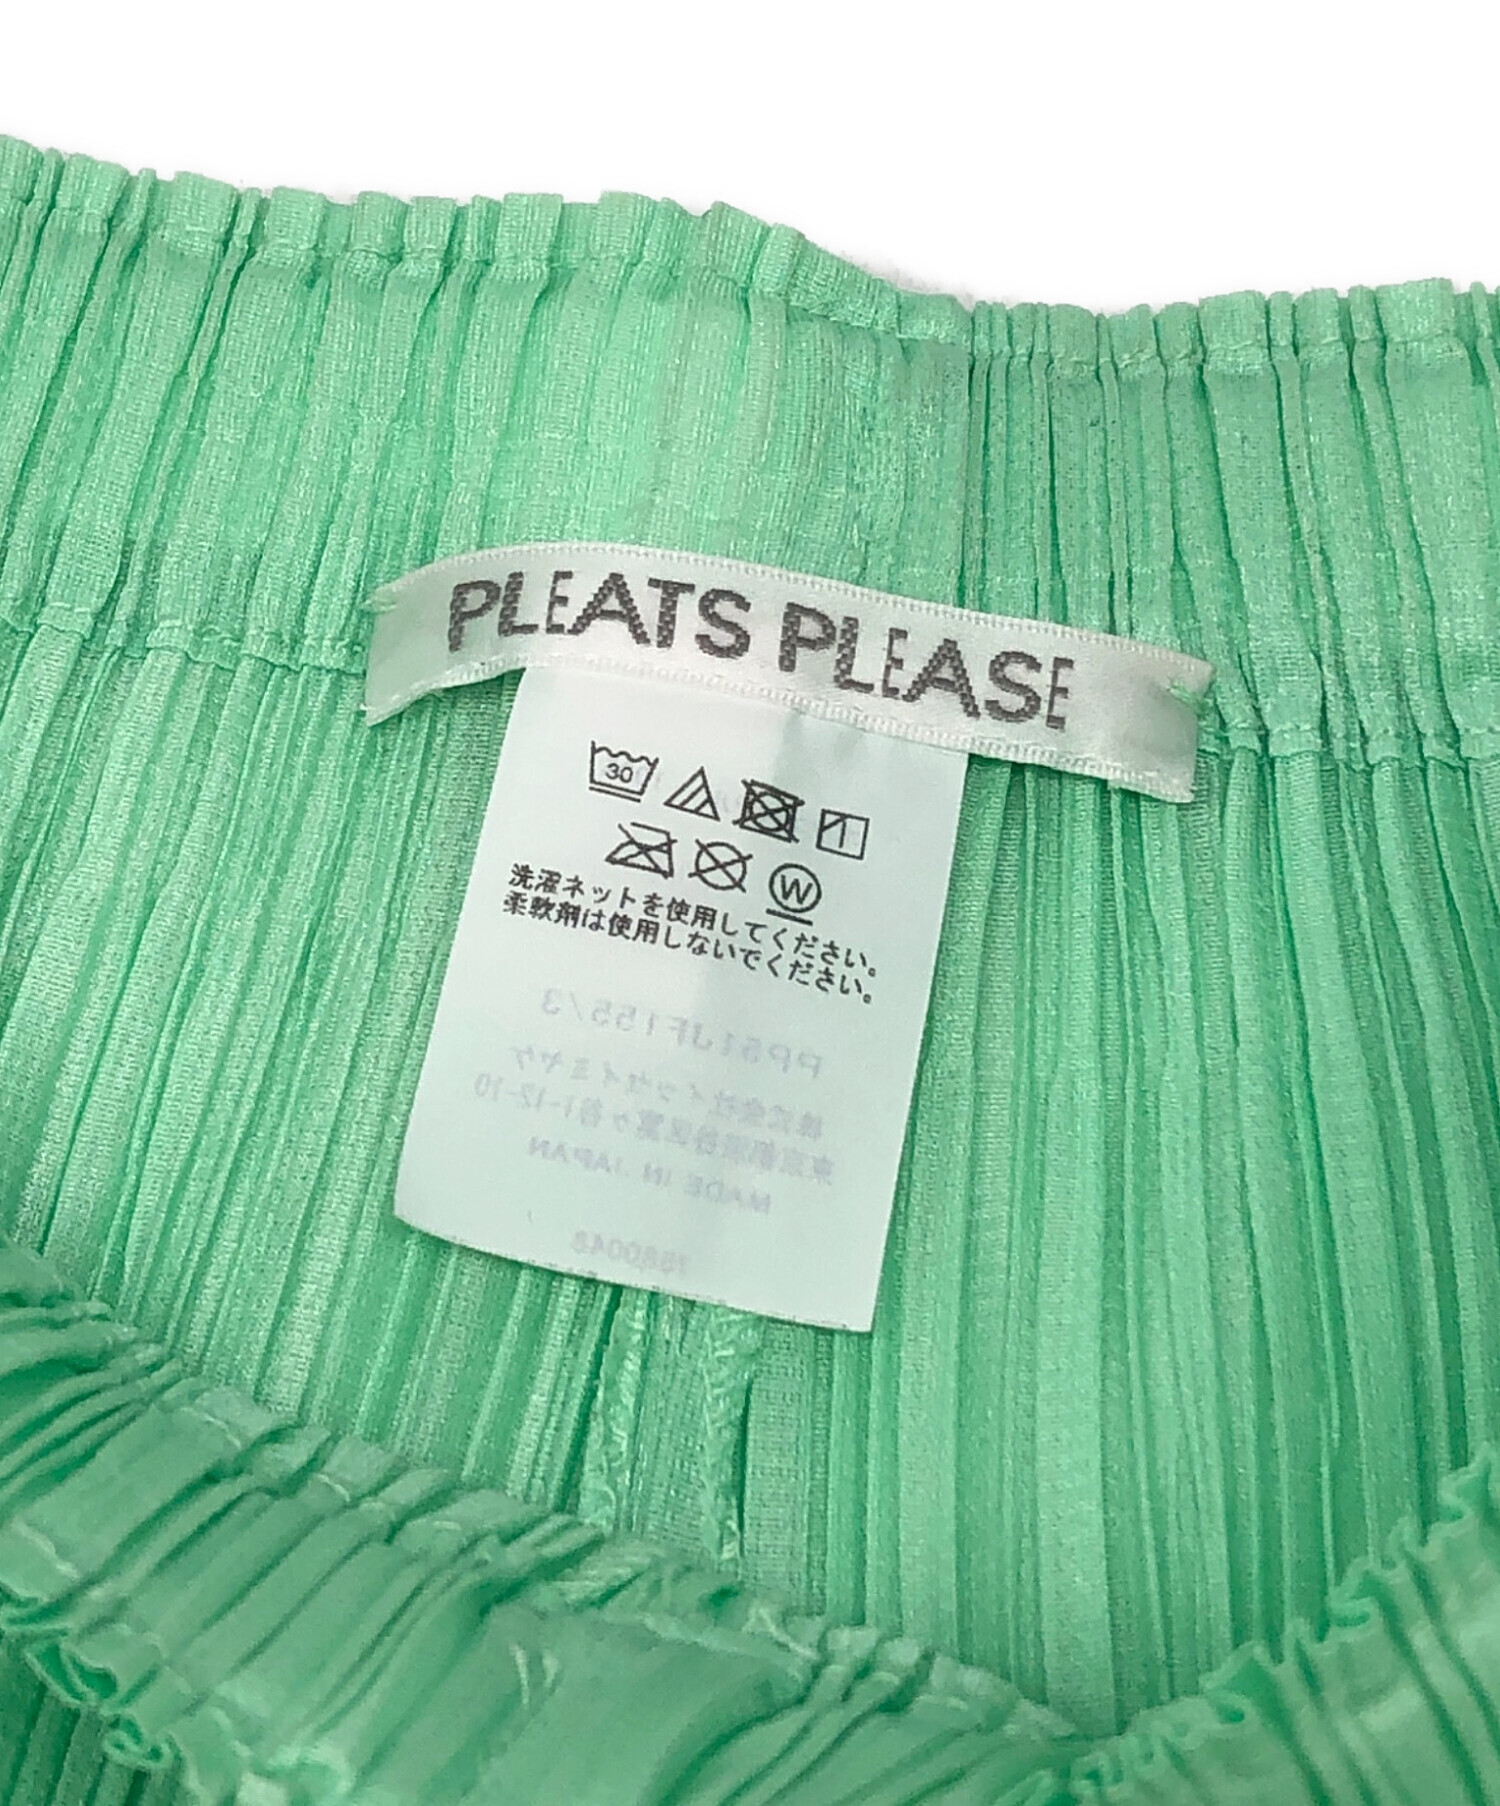 PLEATS PLEASE
30
W
洗濯ネットを使用してください。
柔軟剤は使用しないでください。
PP51JF155/3
株式会社イッセイミヤケ
東京都渋谷区富ヶ谷1-12-10
MADE IN JAPAN
7580048